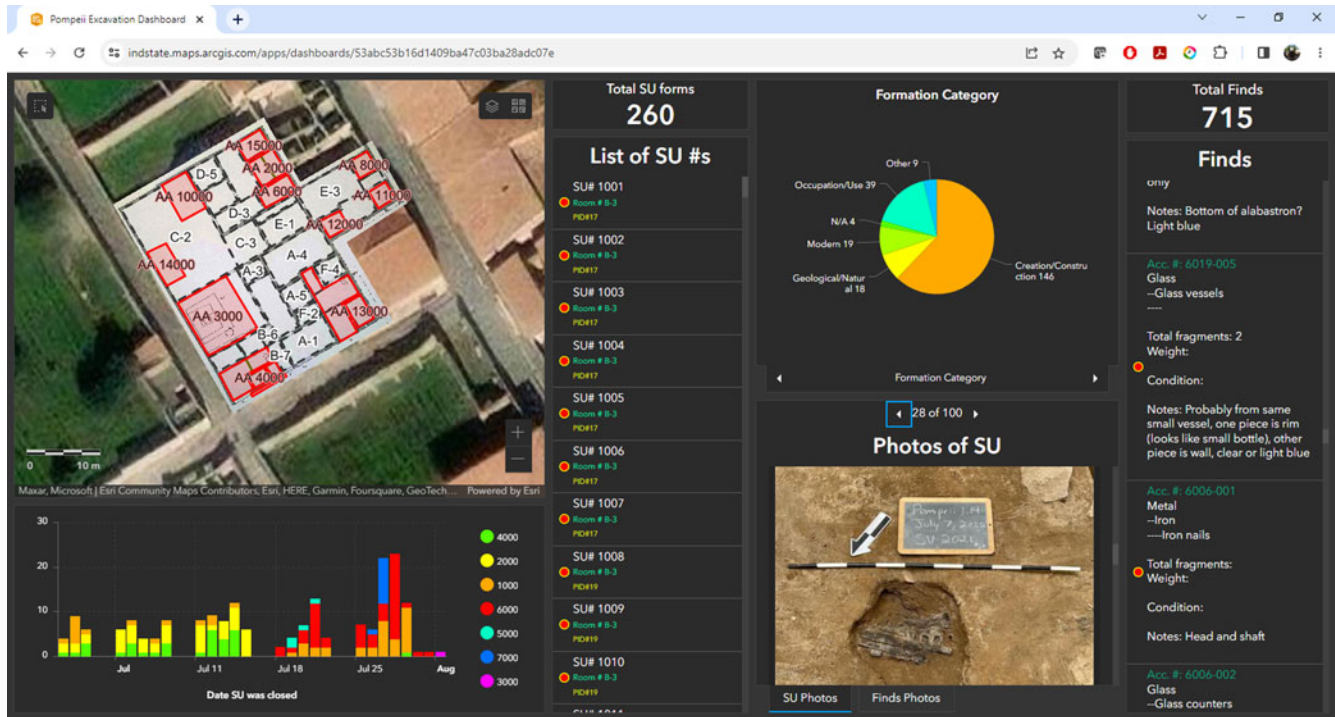 Pompeii Excavation Dashboard
indstate.maps.arcgis.com/apps/dashboards/53abc53b16d1409ba47c03ba28adc07e
AA 15000
D-5
AA 2000
AA 8000
AA 10000
AA 6000
E-3
AA 11000
D-3
E-1
AA 12000
C-2
C-3
A-4
AA 14000
A-3
F-4
A-5
AA 3000
F-2
AA 13000
B-6
A-1
B-7
AA 4000
0 10 m
Maxar, Microsoft | Esri Community Maps Contributors, Esri, HERE, Garmin, Foursquare, GeoTech... Powered by Esri
30
20
10
0
Jul
Jul 11
Jul 18
Jul 25
Aug
Date SU was closed
4000
2000
1000
6000
5000
7000
3000
Total SU forms
260
List of SU #s
SU# 1001
Room # B-3
PID#17
SU# 1002
Room # B-3
PID#17
SU# 1003
Room # B-3
PID#17
SU# 1004
Room # B-3
PID#17
SU# 1005
Room # B-3
PID#17
SU# 1006
Room # B-3
PID#17
SU# 1007
Room # B-3
PID#17
SU# 1008
Room # B-3
PID#19
SU# 1009
Room # B-3
PID#19
SU# 1010
Room # B-3
PID#19
Formation Category
Other 9
Occupation/Use 39
N/A 4
Modern 19
Geological/Natur
al 18
Creation/Constru
ction 146
Formation Category
28 of 100
Photos of SU
July 7,
SU
SU Photos
Finds Photos
Total Finds
715
Finds
only
Notes: Bottom of alabastron?
Light blue
Acc. #: 6019-005
Glass
--Glass vessels
----
Total fragments: 2
Weight:
Condition:
Notes: Probably from same
small vessel, one piece is rim
(looks like small bottle), other
piece is wall, clear or light blue
Acc. #: 6006-001
Metal
--Iron
----Iron nails
Total fragments:
Weight:
Condition:
Notes: Head and shaft
Acc. #: 6006-002
Glass
--Glass counters